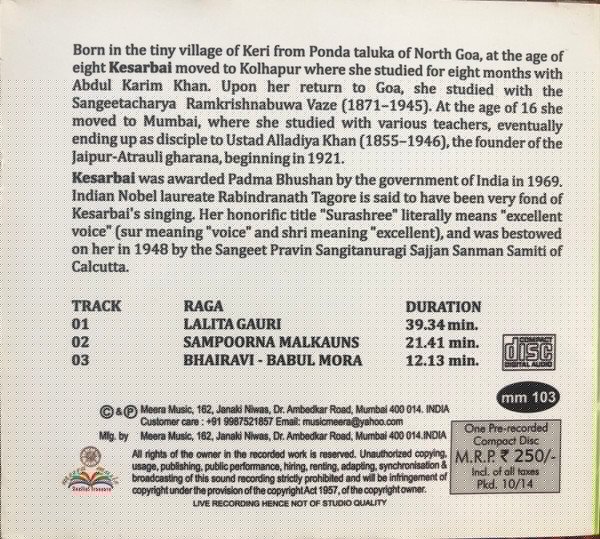 Born in the tiny village of Keri from Ponda taluka of North Goa, at the age of
eight Kesarbai moved to Kolhapur where she studied for eight months with
Abdul Karim Khan. Upon her return to Goa, she studied with the
Sangeetacharya Ramkrishnabuwa Vaze (1871–1945). At the age of 16 she
moved to Mumbai, where she studied with various teachers, eventually
ending up as disciple to Ustad Alladiya Khan (1855–1946), the founder of the
Jaipur-Atrauli gharana, beginning in 1921.
Kesarbai was awarded Padma Bhushan by the government of India in 1969.
Indian Nobel laureate Rabindranath Tagore is said to have been very fond of
Kesarbai's singing. Her honorific title "Surashree" literally means "excellent
voice" (sur meaning "voice" and shri meaning "excellent), and was bestowed
on her in 1948 by the Sangeet Pravin Sangitanuragi Sajjan Sanman Samiti of
Calcutta.
TRACK RAGA DURATION
01 LALITA GAURI 39.34 min.
02 SAMPOORNA MALKAUNS 21.41 min.
03 BHAIRAVI - BABUL MORA 12.13 min.
COMPACT
disc
DIGITAL AUDIO
mm 103
© & ℗ Meera Music, 162, Janaki Niwas, Dr. Ambedkar Road, Mumbai 400 014. INDIA
Customer care : +91 9987521857 Email: musicmeera@yahoo.com
Mfg. by Meera Music, 162, Janaki Niwas, Dr. Ambedkar Road, Mumbai 400 014.INDIA
All rights of the owner in the recorded work is reserved. Unauthorized copying,
usage, publishing, public performance, hiring, renting, adapting, synchronisation &
broadcasting of this sound recording strictly prohibited and will be infringement of
copyright under the provision of the copyright Act 1957, of the copyright owner.
LIVE RECORDING HENCE NOT OF STUDIO QUALITY
meera music
Soulful Treasure
One Pre-recorded
Compact Disc
M.R.P. ₹ 250/-
Incl. of all taxes
Pkd. 10/14